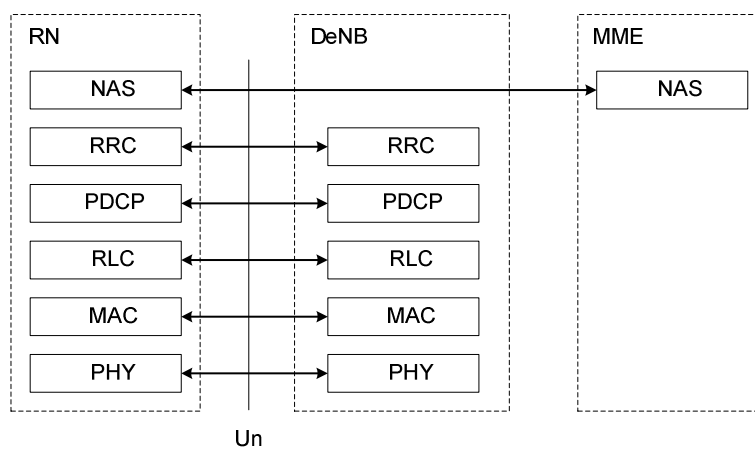 RN
DeNB
MME
NAS
NAS
RRC
RRC
PDCP
PDCP
RLC
RLC
MAC
MAC
PHY
PHY
Un